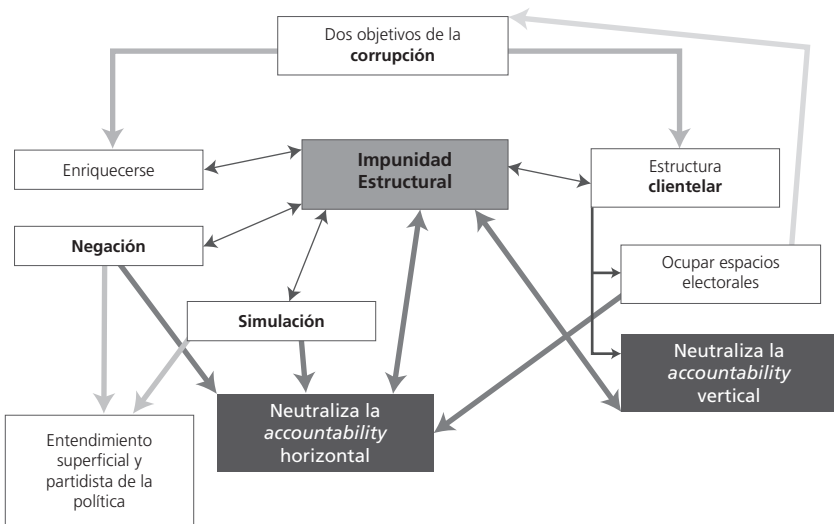 Dos objetivos de la
corrupción
Enriquecerse
Impunidad
Estructural
Estructura
clientelar
Negación
Ocupar espacios
electorales
Simulación
Neutraliza la
accountability
vertical
Neutraliza la
accountability
horizontal
Entendimiento
superficial y
partidista de la
política